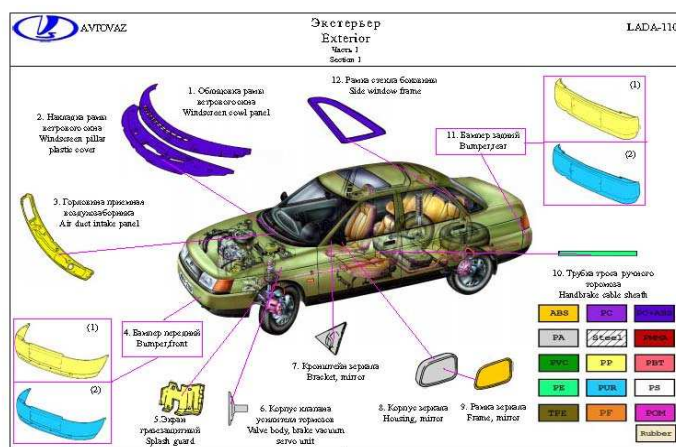 AVTOVAZ
Экстерьер
Exterior
Часть 1
Section 1
LADA-110
1. Облицовка рамы
ветрового окна
Windscreen cowl panel
12. Рамка стекла боковины
Side window frame
2. Накладка рамы
ветрового окна
Windscreen pillar
plastic cover
11. Бампер задний
Bumper,rear
(1)
(2)
3. Горловина приемная
воздухозаборника
Air duct intake panel
10. Трубка троса ручного
тормоза
Handbrake cable sheath
4. Бампер передний
Bumper,front
(1)
(2)
5.Экран
грязезащитный
Splash guard
6. Корпус клапана
усилителя тормозов
Valve body, brake vacuum
servo unit
7. Кронштейн зеркала
Bracket, mirror
8. Корпус зеркала
Housing, mirror
9. Рамка зеркала
Frame, mirror
ABS PC PC+ABS
PA Steel PMMA
PVC PP PBT
PE PUR PS
TPE PF POM
Rubber